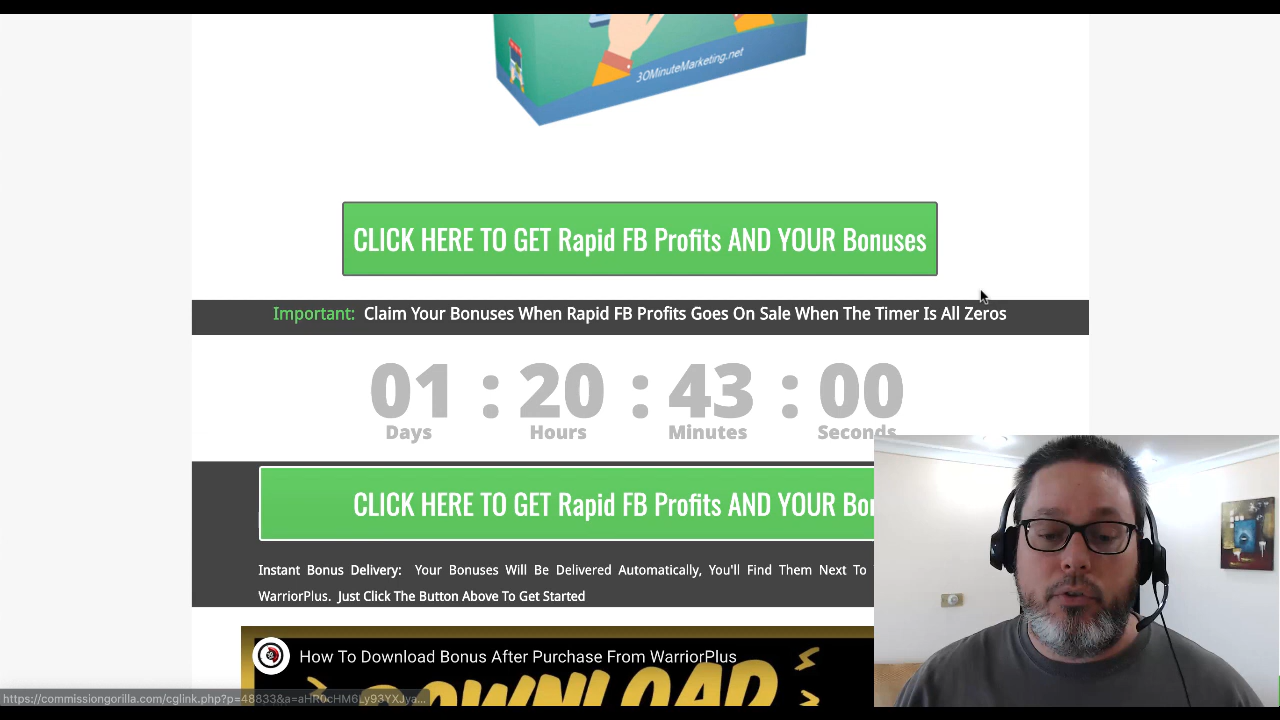 30MinuteMarketing.net
CLICK HERE TO GET Rapid FB Profits AND YOUR Bonuses
Important: Claim Your Bonuses When Rapid FB Profits Goes On Sale When The Timer Is All Zeros
01 : 20 : 43 : 00
Days Hours Minutes Seconds
CLICK HERE TO GET Rapid FB Profits AND YOUR
Instant Bonus Delivery: Your Bonuses Will Be Delivered Automatically, You'll Find Them Next To
WarriorPlus. Just Click The Button Above To Get Started
How To Download Bonus After Purchase From WarriorPlus
DOWNLOAD